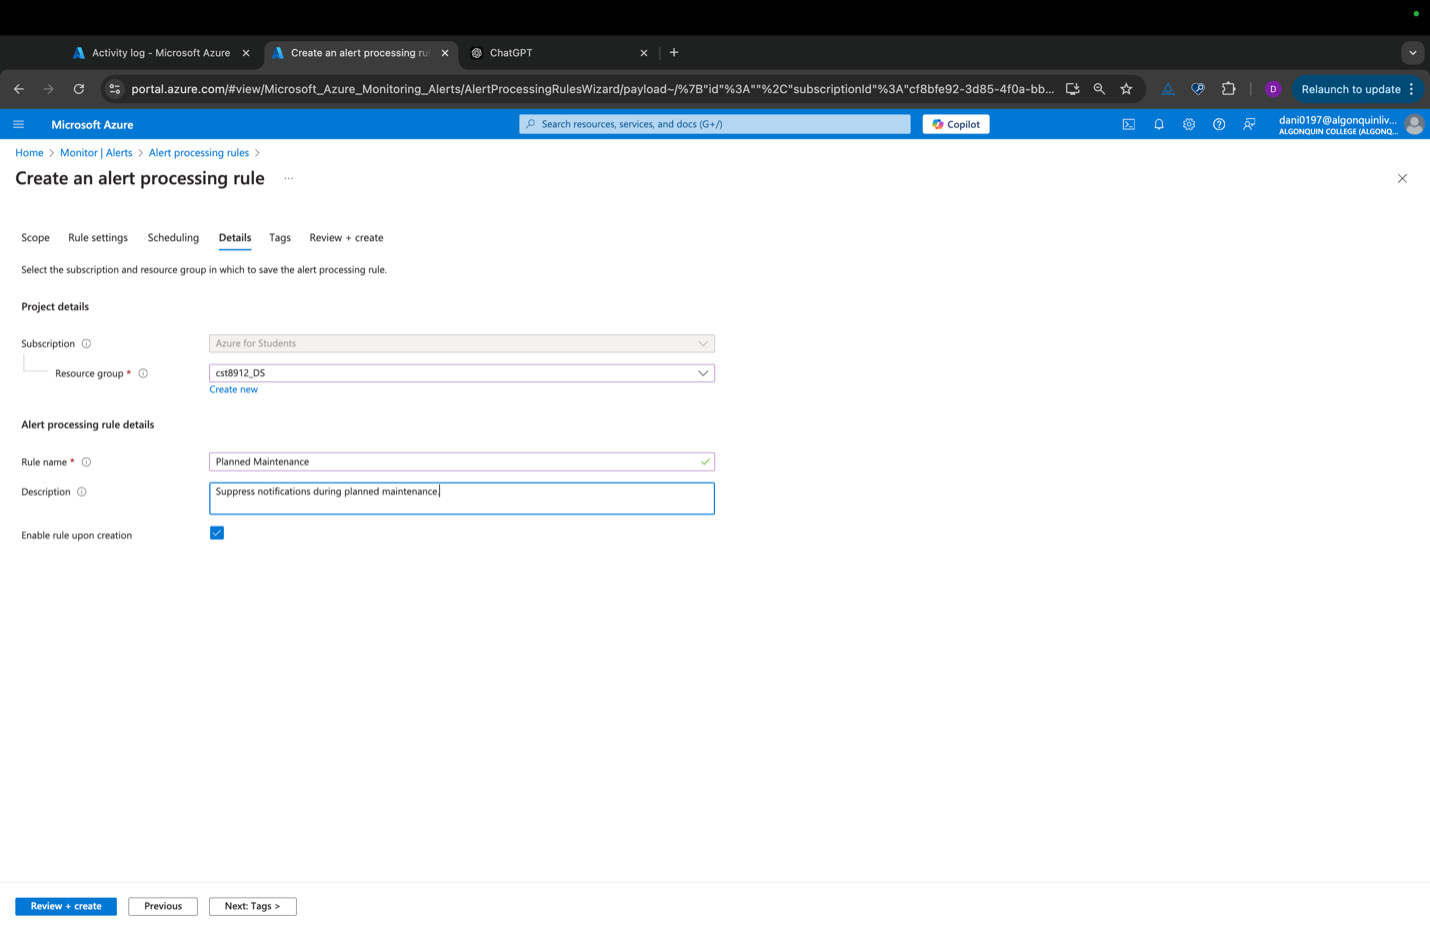 Activity log - Microsoft Azure
Create an alert processing ru
ChatGPT
portal.azure.com/#view/Microsoft_Azure_Monitoring_Alerts/AlertProcessingRulesWizard/payload~/%7B"id"%3A""%2C"subscriptionId"%3A"cf8bfe92-3d85-4f0a-bb...
D
Relaunch to update
Microsoft Azure
Search resources, services, and docs (G+/)
Copilot
dani0197@algonquinliv...
ALGONQUIN COLLEGE (ALGONQ...
Home > Monitor | Alerts > Alert processing rules >
Create an alert processing rule ...
Scope Rule settings Scheduling Details Tags Review + create
Select the subscription and resource group in which to save the alert processing rule.
Project details
Subscription Azure for Students
Resource group * cst8912_DS
Create new
Alert processing rule details
Rule name * Planned Maintenance
Description Suppress notifications during planned maintenance.
Enable rule upon creation
Review + create Previous Next: Tags >